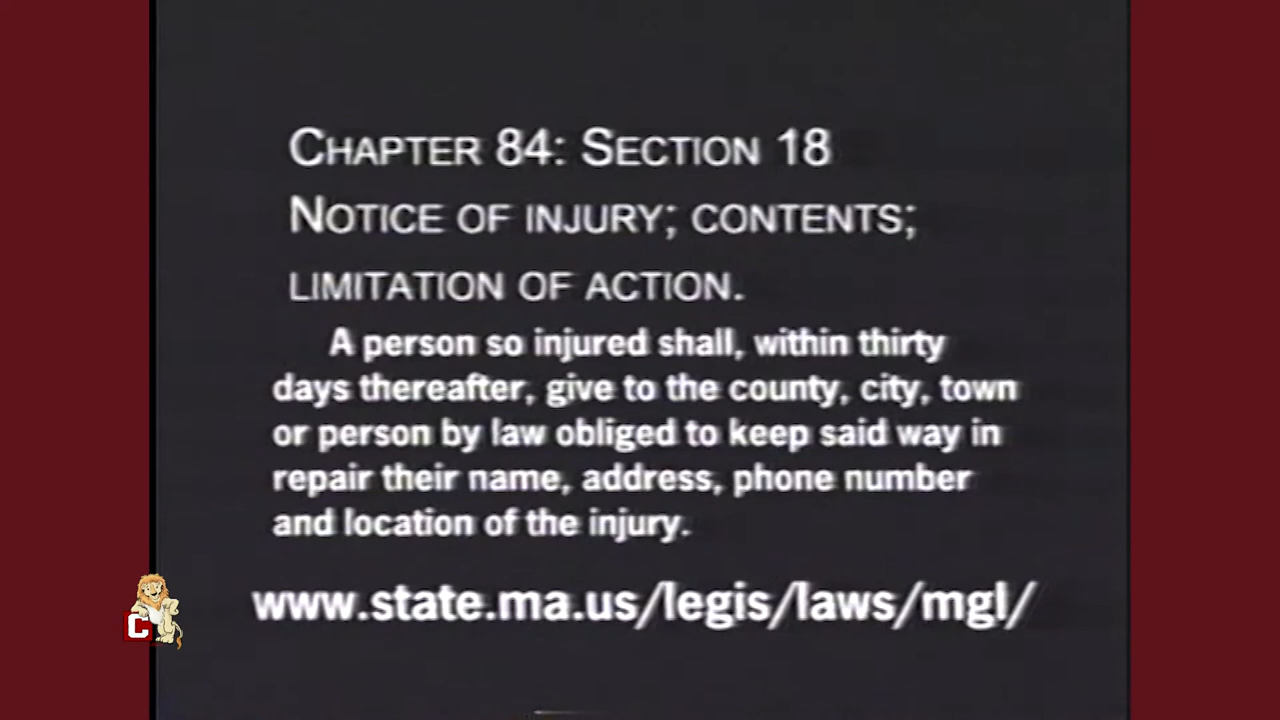 CHAPTER 84: SECTION 18
NOTICE OF INJURY; CONTENTS;
LIMITATION OF ACTION.
A person so injured shall, within thirty
days thereafter, give to the county, city, town
or person by law obliged to keep said way in
repair their name, address, phone number
and location of the injury.
www.state.ma.us/legis/laws/mgl/
C